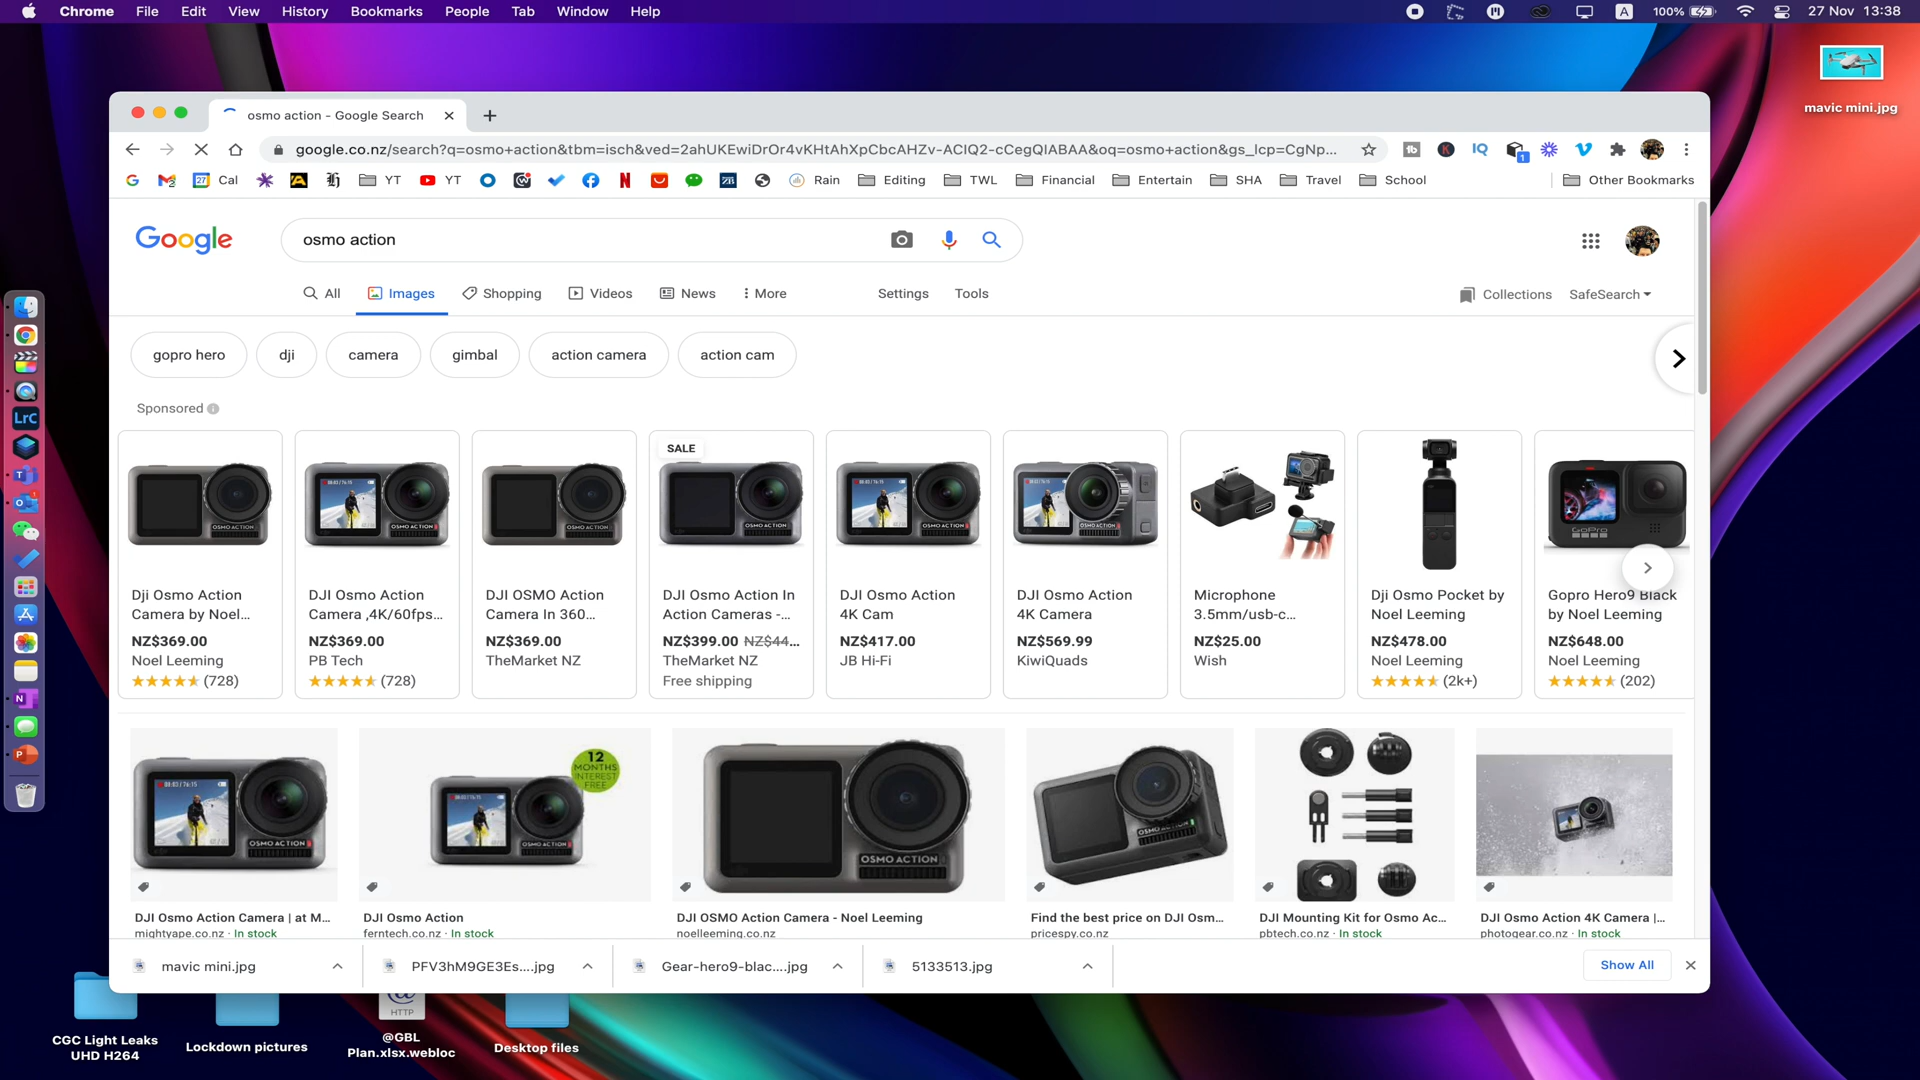 Chrome File Edit View History Bookmarks People Tab Window Help
A 100% 27 Nov 13:38
mavic mini.jpg
osmo action - Google Search
google.co.nz/search?q=osmo+action&tbm=isch&ved=2ahUKEwiDrOr4vKHtAhXpCbcAHZv-ACIQ2-cCegQIABAA&oq=osmo+action&gs_lcp=CgNp...
Cal YT YT Rain Editing TWL Financial Entertain SHA Travel School Other Bookmarks
Google
osmo action
All Images Shopping Videos News More Settings Tools
Collections SafeSearch
gopro hero dji camera gimbal action camera action cam
Sponsored
SALE
Dji Osmo Action
Camera by Noel...
NZ$369.00
Noel Leeming
(728)
DJI Osmo Action
Camera ,4K/60fps...
NZ$369.00
PB Tech
(728)
DJI OSMO Action
Camera In 360...
NZ$369.00
TheMarket NZ
DJI Osmo Action In
Action Cameras -...
NZ$399.00 NZ$44...
TheMarket NZ
Free shipping
DJI Osmo Action
4K Cam
NZ$417.00
JB Hi-Fi
DJI Osmo Action
4K Camera
NZ$569.99
KiwiQuads
Microphone
3.5mm/usb-c...
NZ$25.00
Wish
Dji Osmo Pocket by
Noel Leeming
NZ$478.00
Noel Leeming
(2k+)
GoPro
Gopro Hero9 Black
by Noel Leeming
NZ$648.00
Noel Leeming
(202)
12
MONTHS
INTEREST
FREE
OSMO ACTION
DJI Osmo Action Camera | at M...
mightyape.co.nz · In stock
DJI Osmo Action
ferntech.co.nz · In stock
DJI OSMO Action Camera - Noel Leeming
noelleeming.co.nz
Find the best price on DJI Osm...
pricespy.co.nz
DJI Mounting Kit for Osmo Ac...
pbtech.co.nz · In stock
DJI Osmo Action 4K Camera |...
photogear.co.nz · In stock
mavic mini.jpg PFV3hM9GE3Es....jpg Gear-hero9-blac....jpg 5133513.jpg Show All
HTTP
CGC Light Leaks
UHD H264
Lockdown pictures
@GBL
Plan.xlsx.webloc
Desktop files